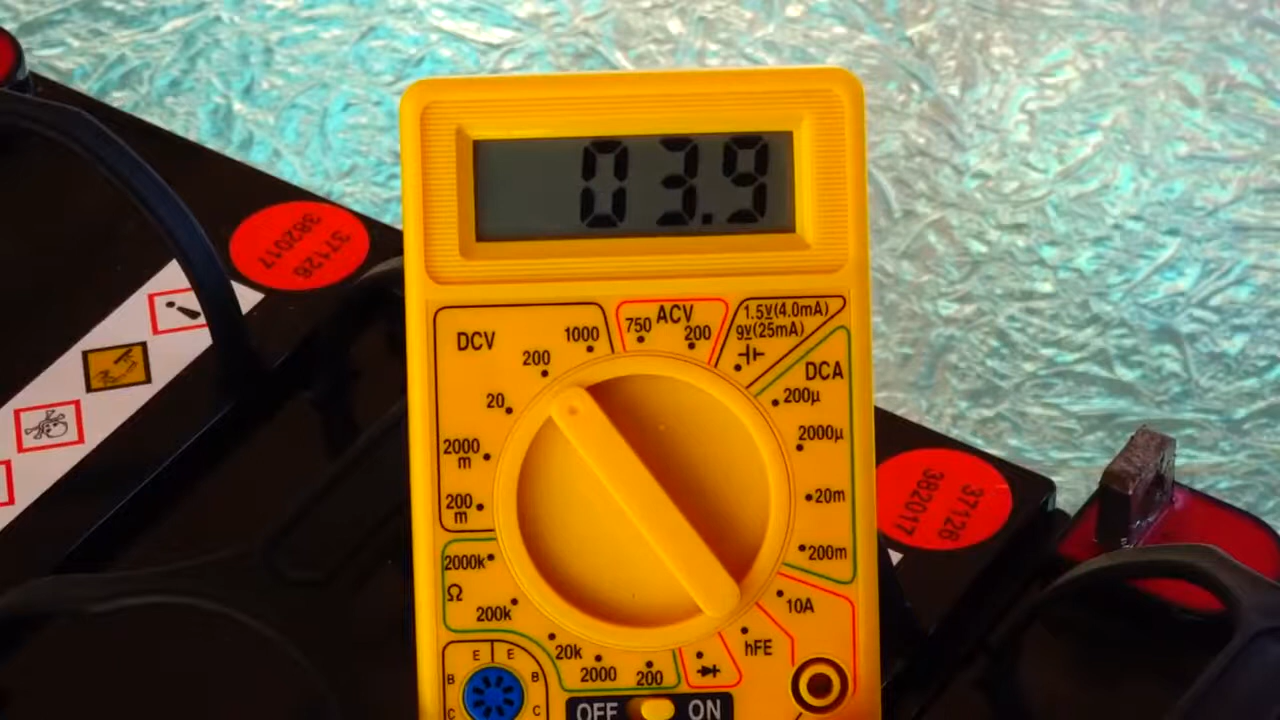 03.9
DCV
1000
200
20
2000
m
200
m
750
ACV
200
1.5V(4.0mA)
9V(25mA)
DCA
200µ
2000µ
20m
200m
10A
hFE
2000k
Ω
200k
20k
2000
200
E
E
B
B
C
C
OFF
ON
37126
382017
37126
382017